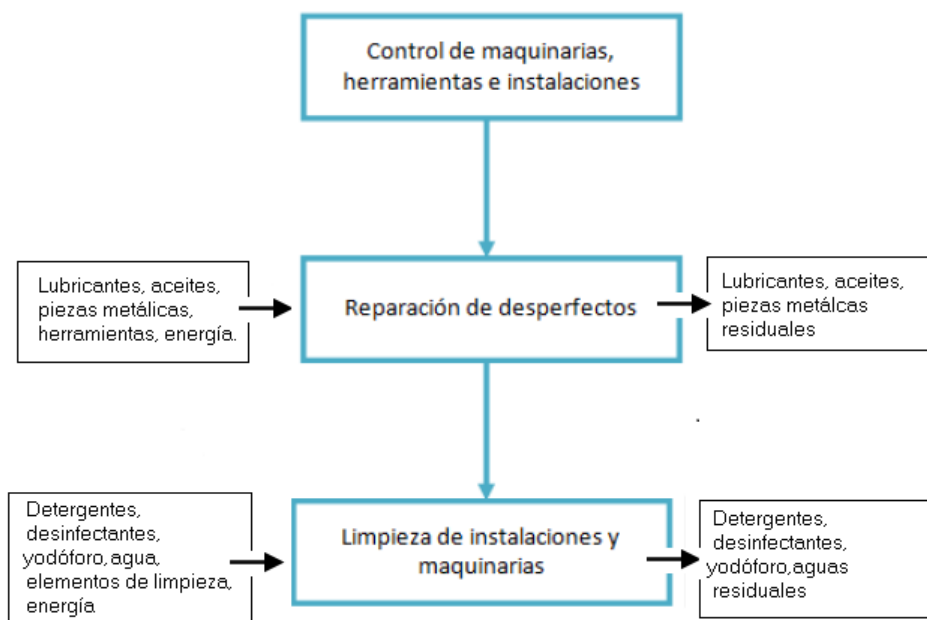 Control de maquinarias,
herramientas e instalaciones
Lubricantes, aceites,
piezas metálicas,
herramientas, energía.
Reparación de desperfectos
Lubricantes, aceites,
piezas metálcas
residuales
Detergentes,
desinfectantes,
yodóforo,agua,
elementos de limpieza,
energía
Limpieza de instalaciones y
maquinarias
Detergentes,
desinfectantes,
yodóforo,aguas
residuales